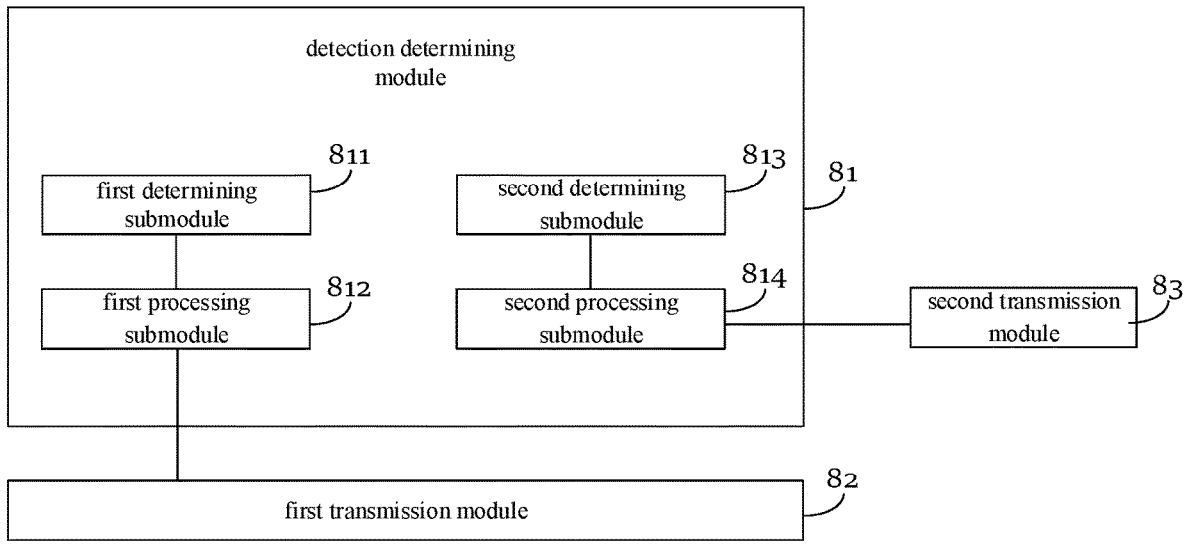 detection determining
module
811
813
first determining
submodule
second determining
submodule
81
812
814
first processing
submodule
second processing
submodule
83
second transmission
module
82
first transmission module